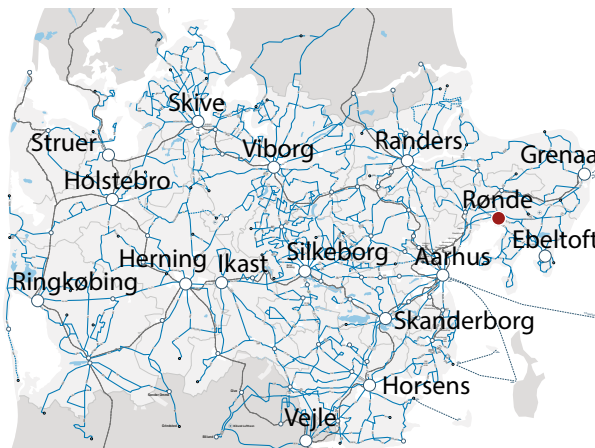 Skive
Struer
Viborg
Randers
Grenaa
Holstebro
Rønde
Ebeltoft
Silkeborg
Aarhus
Herning
Ikast
Ringkøbing
Skanderborg
Horsens
Vejle